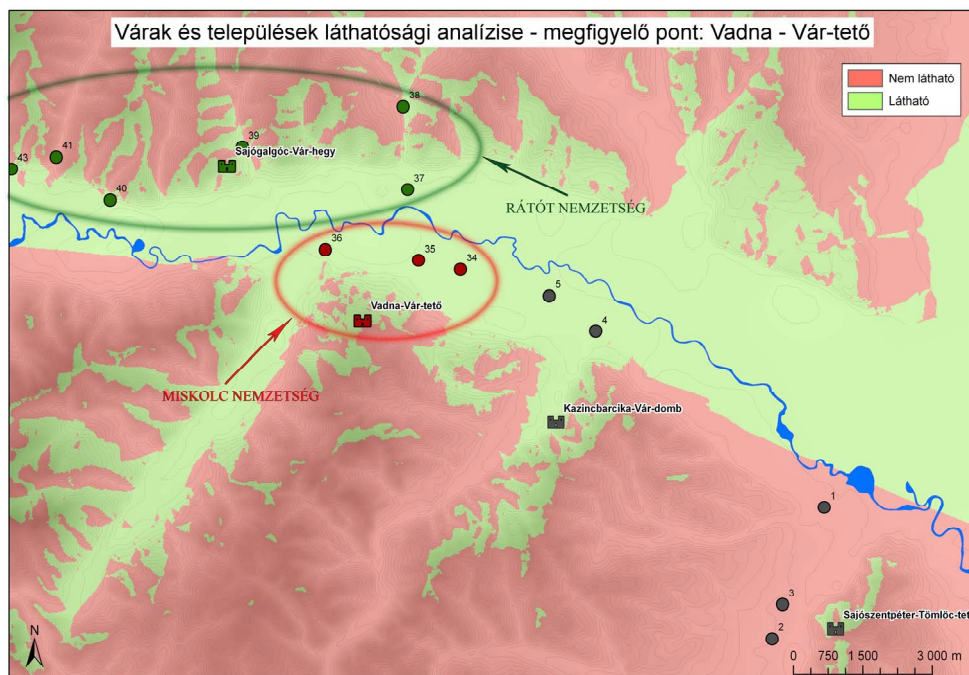 Várak és települések láthatósági analízise - megfigyelő pont: Vadna - Vár-tető
Nem látható
Látható
38
39
41
Sajógalgóc-Vár-hegy
43
40
37
RÁTÓT NEMZETSÉG
36
35
34
5
Vadna-Vár-tető
4
MISKOLC NEMZETSÉG
Kazincbarcika-Vár-domb
1
3
Sajószentpéter-Tömlöc-tet
2
N
0 750 1 500 3 000 m